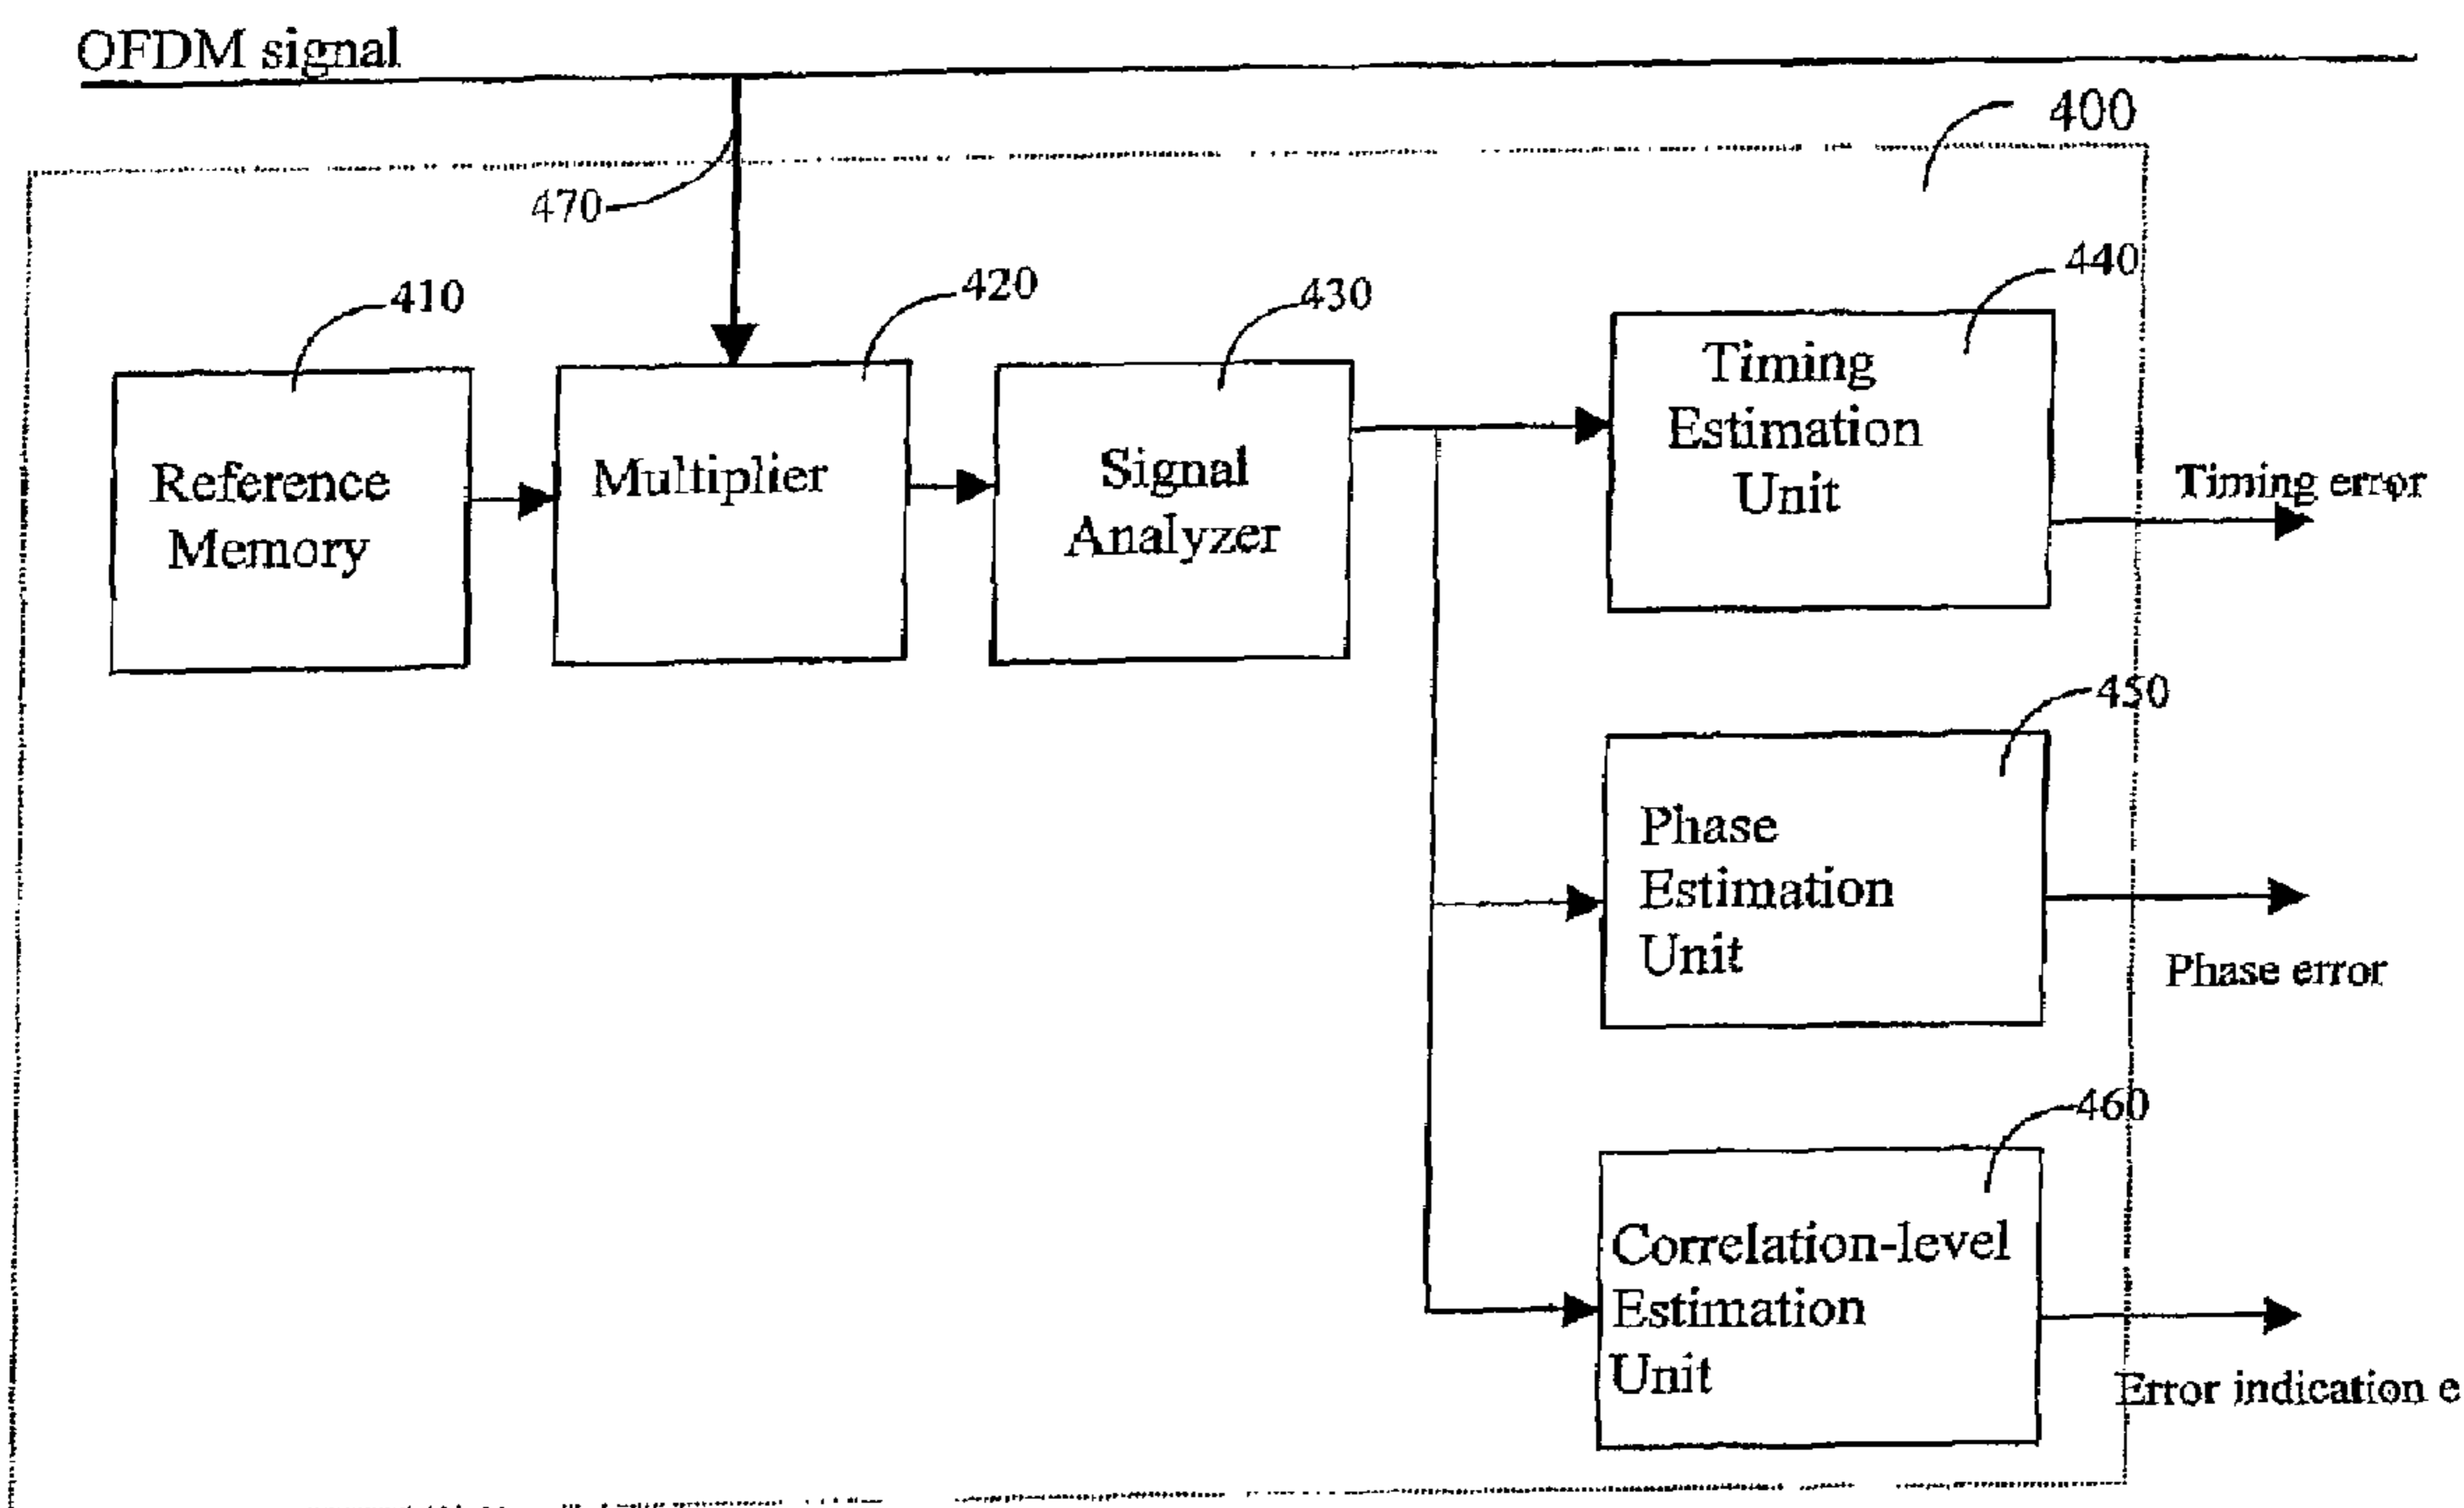 OFDM signal
400
470
410
420
430
440
Reference
Memory
Multiplier
Signal
Analyzer
Timing
Estimation
Unit
Timing error
450
Phase
Estimation
Unit
Phase error
460
Correlation-level
Estimation
Unit
Error indication e